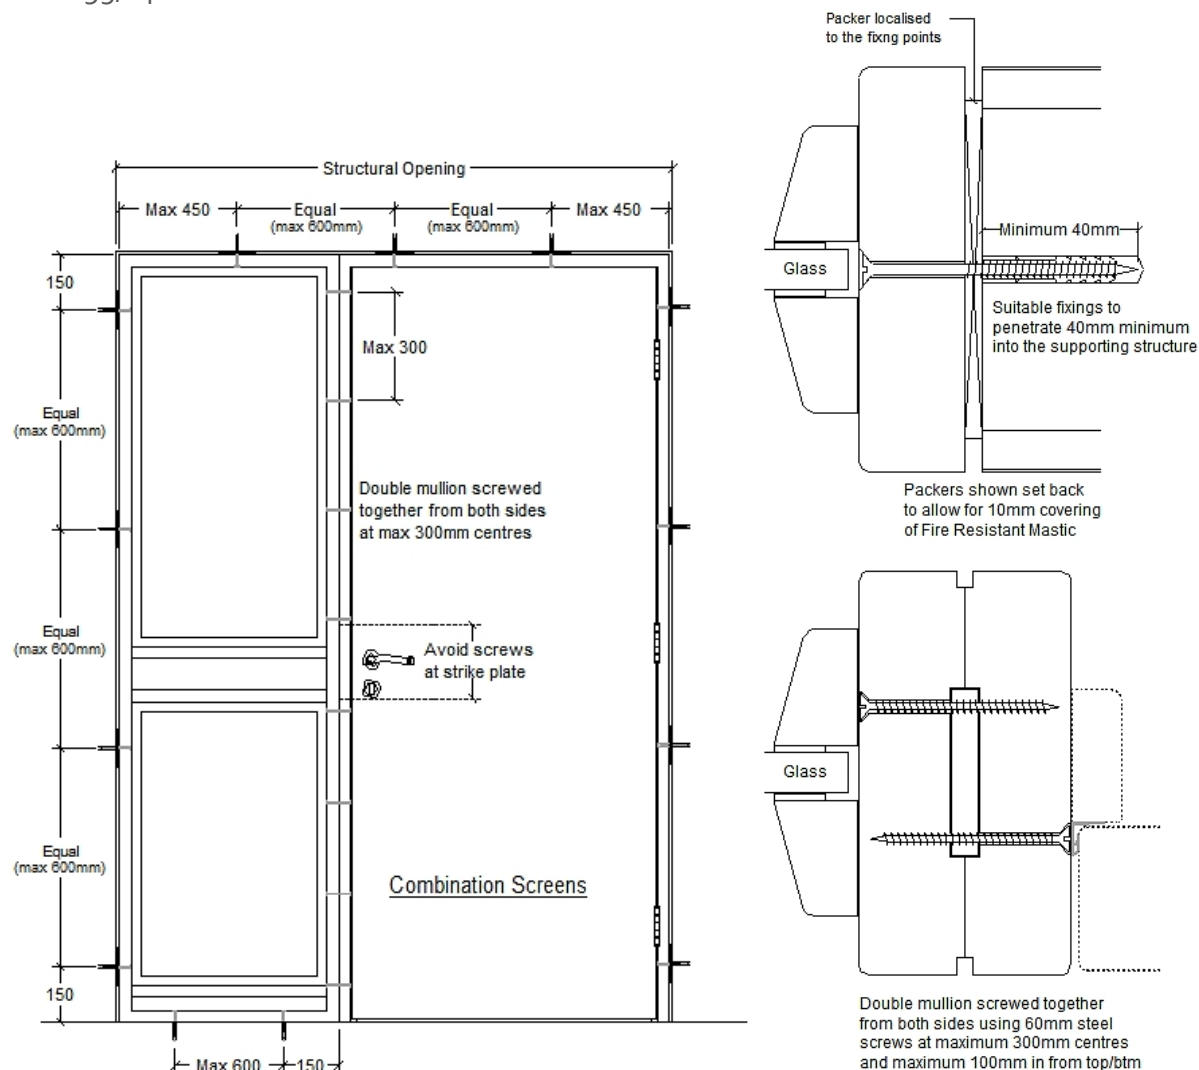 Packer localised
to the fixng points
Structural Opening
Max 450
Equal
(max 600mm)
Equal
(max 600mm)
Max 450
150
Max 300
Equal
(max 600mm)
Double mullion screwed
together from both sides
at max 300mm centres
Equal
(max 600mm)
Avoid screws
at strike plate
Equal
(max 600mm)
Combination Screens
150
Max 600
150
Minimum 40mm
Glass
Suitable fixings to
penetrate 40mm minimum
into the supporting structure
Packers shown set back
to allow for 10mm covering
of Fire Resistant Mastic
Glass
Double mullion screwed together
from both sides using 60mm steel
screws at maximum 300mm centres
and maximum 100mm in from top/btm